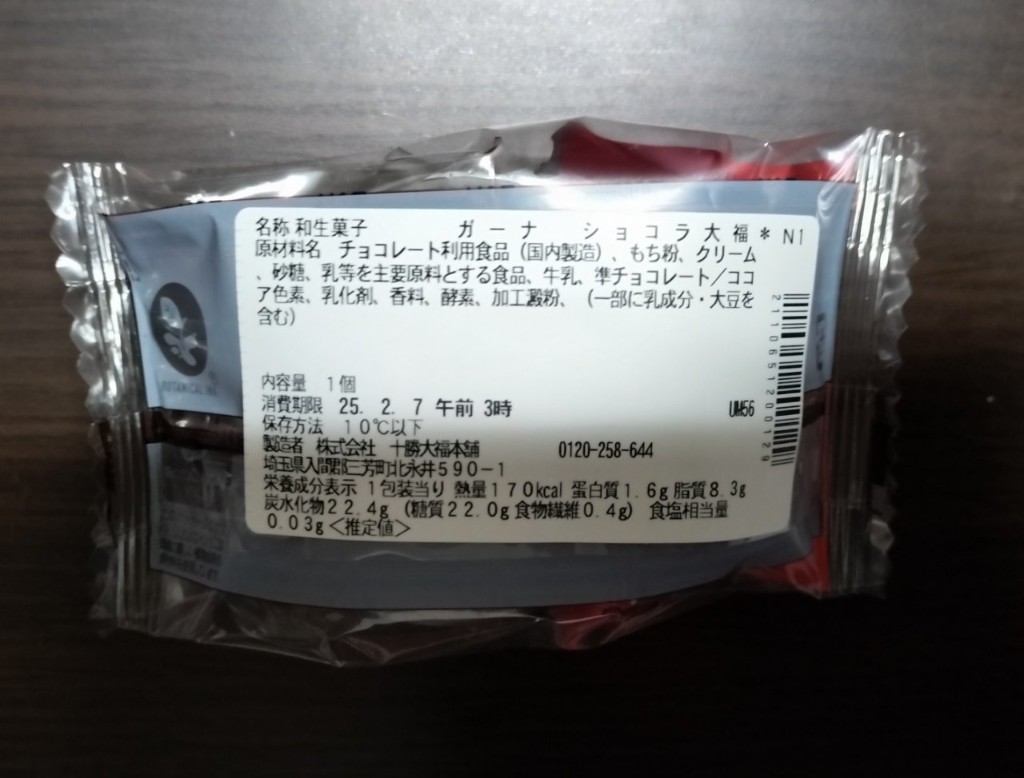 名称 和生菓子 ガーナ ショコラ大福＊ N1
原材料名 チョコレート利用食品（国内製造）、もち粉、クリーム
、砂糖、乳等を主要原料とする食品、牛乳、準チョコレート／ココ
ア色素、乳化剤、香料、酵素、加工澱粉、（一部に乳成分・大豆を
含む）
内容量 1個
消費期限 25. 2. 7 午前 3時 UM56
保存方法 10℃以下
製造者 株式会社 十勝大福本舗 0120-258-644
埼玉県入間郡三芳町北永井590-1
栄養成分表示 1包装当り 熱量170kcal 蛋白質1.6g 脂質8.3g
炭水化物22.4g （糖質22.0g 食物繊維0.4g） 食塩相当量
0.03g＜推定値＞
2110651200129
BOTANICAL INK